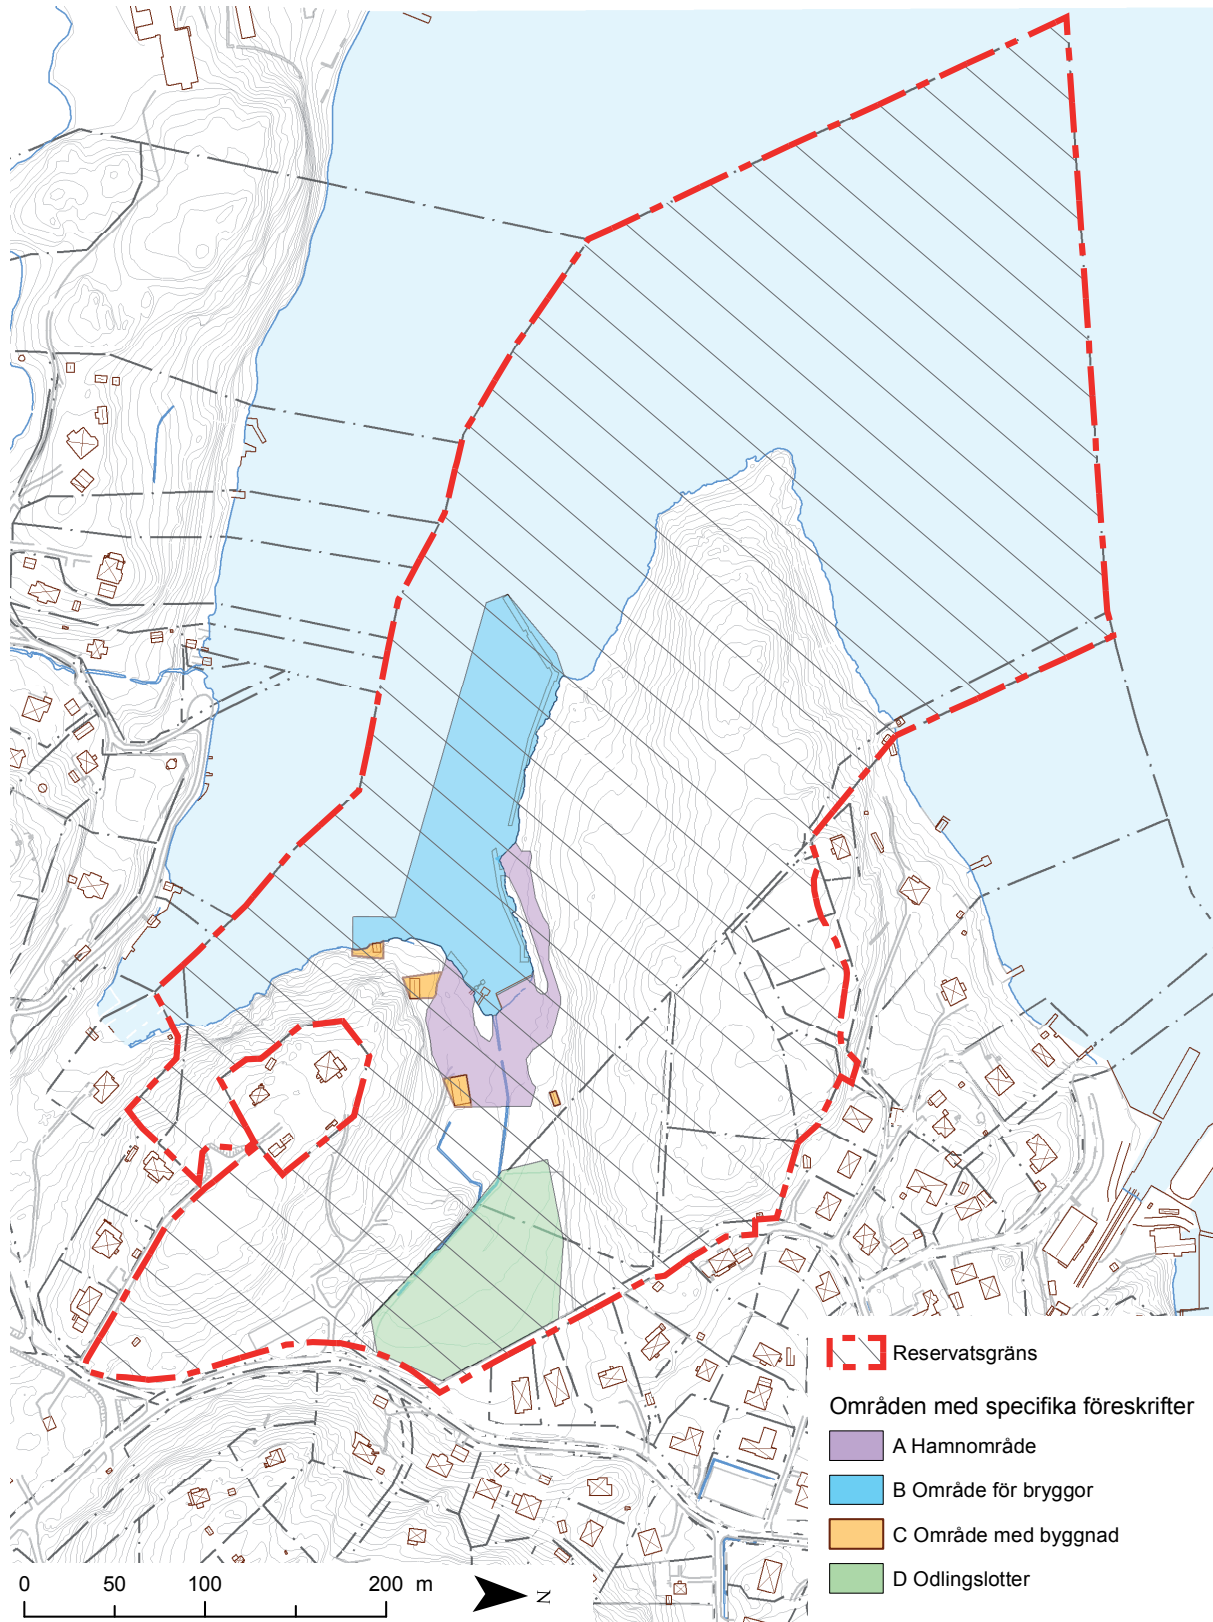 Reservatsgräns
Områden med specifika föreskrifter
A Hamnområde
B Område för bryggor
C Område med byggnad
D Odlingslotter
0 50 100 200 m
N